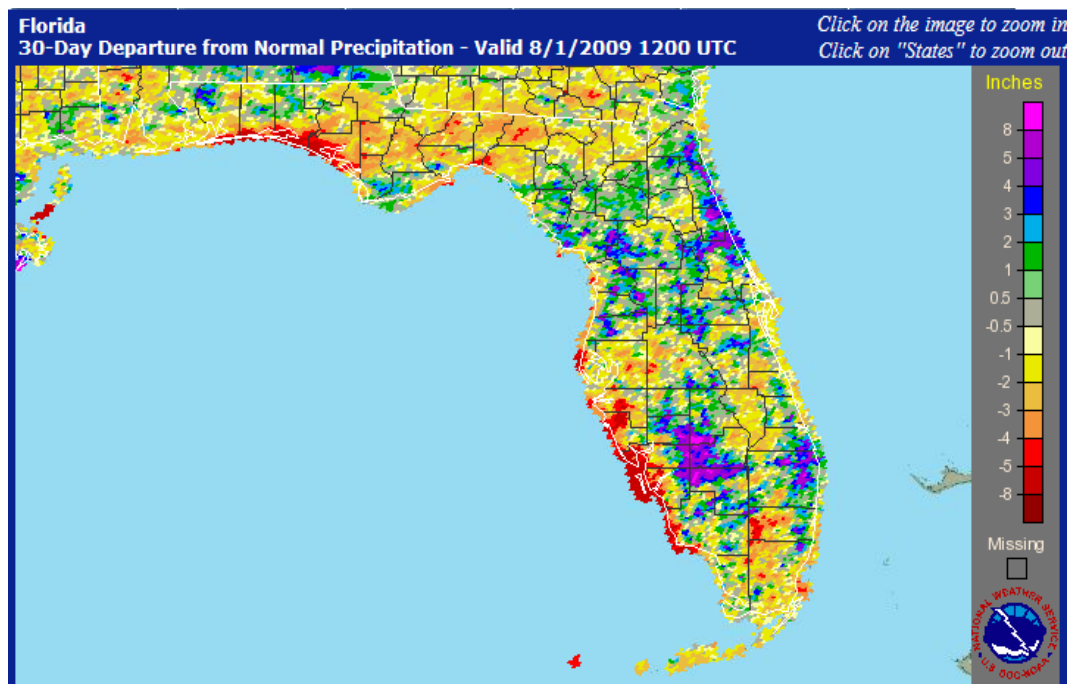 Florida
30-Day Departure from Normal Precipitation - Valid 8/1/2009 1200 UTC
Click on the image to zoom in
Click on "States" to zoom out
Inches
8
5
4
3
2
1
0.5
-0.5
-1
-2
-3
-4
-5
-8
Missing
NATIONAL WEATHER SERVICE
U.S. DOC-NOAA